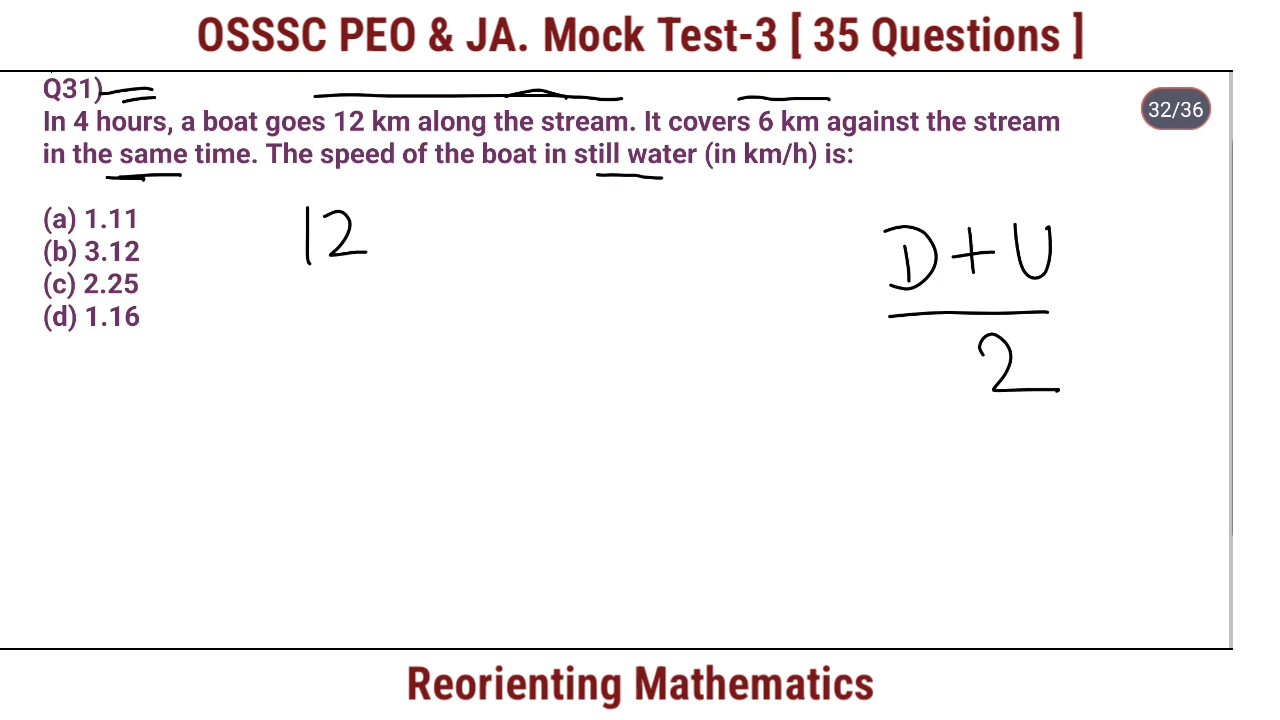 OSSSC PEO & JA. Mock Test-3 [ 35 Questions ]
Q31)
32/36
In 4 hours, a boat goes 12 km along the stream. It covers 6 km against the stream
in the same time. The speed of the boat in still water (in km/h) is:
(a) 1.11
(b) 3.12
(c) 2.25
(d) 1.16
12
D+U
2
Reorienting Mathematics